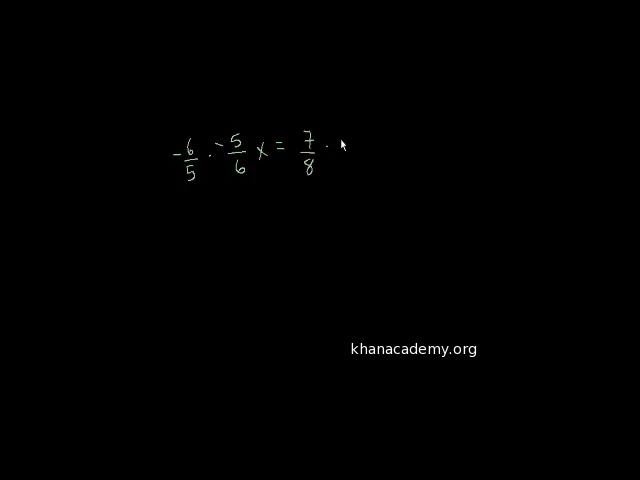 -6/5 · -5/6 x = 7/8 ·
khanacademy.org